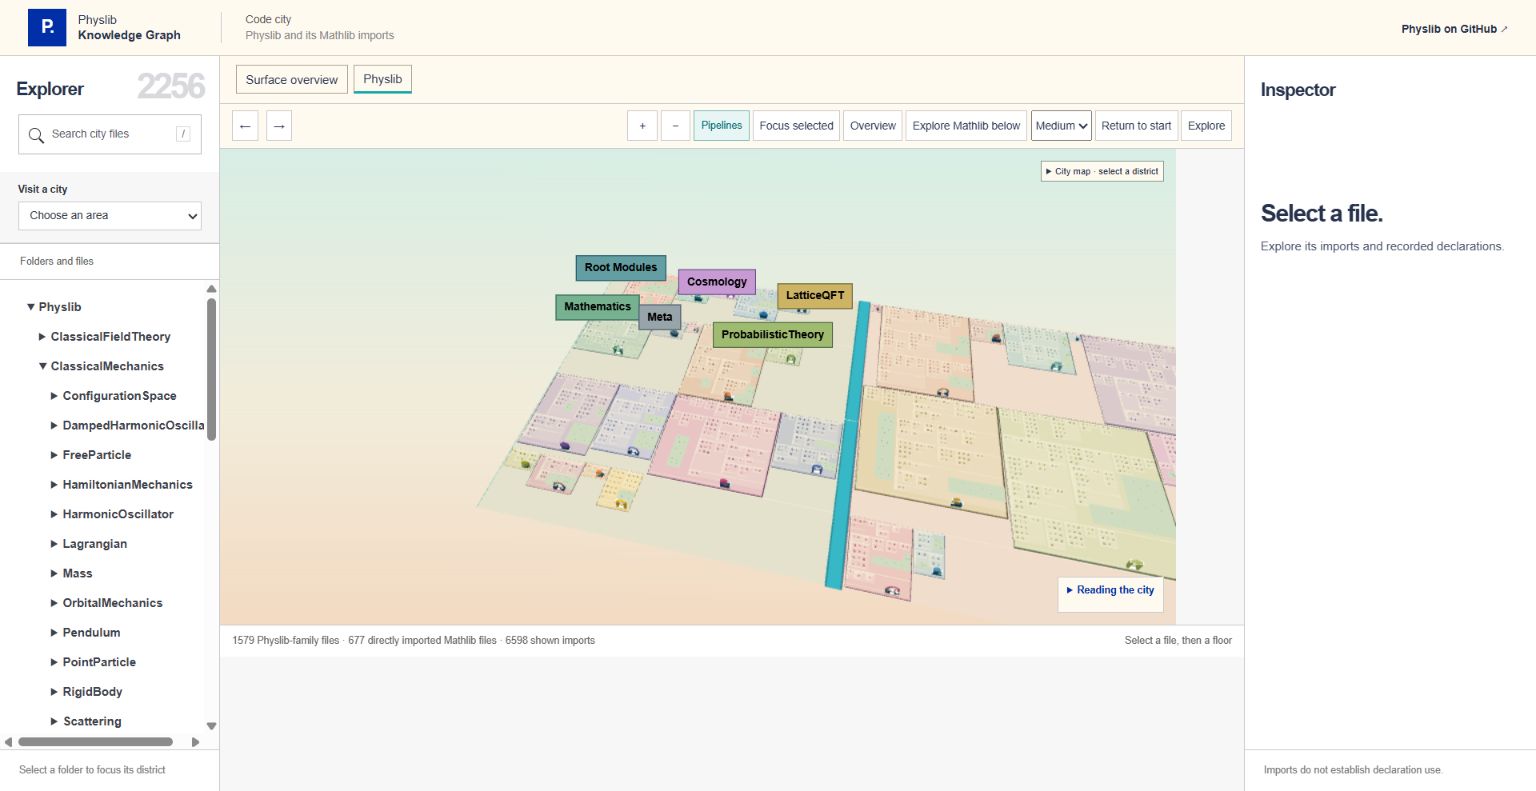 P.
Physlib
Knowledge Graph
Code city
Physlib and its Mathlib imports
Physlib on GitHub ↗
Explorer
2256
Search city files
/
Visit a city
Choose an area
Folders and files
▼ Physlib
▶ ClassicalFieldTheory
▼ ClassicalMechanics
▶ ConfigurationSpace
▶ DampedHarmonicOscilla
▶ FreeParticle
▶ HamiltonianMechanics
▶ HarmonicOscillator
▶ Lagrangian
▶ Mass
▶ OrbitalMechanics
▶ Pendulum
▶ PointParticle
▶ RigidBody
▶ Scattering
Select a folder to focus its district
Surface overview
Physlib
← →
+ − Pipelines Focus selected Overview Explore Mathlib below Medium Return to start Explore
▶ City map · select a district
Root Modules
Cosmology
LatticeQFT
Mathematics
Meta
ProbabilisticTheory
▶ Reading the city
1579 Physlib-family files · 677 directly imported Mathlib files · 6598 shown imports
Select a file, then a floor
Inspector
Select a file.
Explore its imports and recorded declarations.
Imports do not establish declaration use.